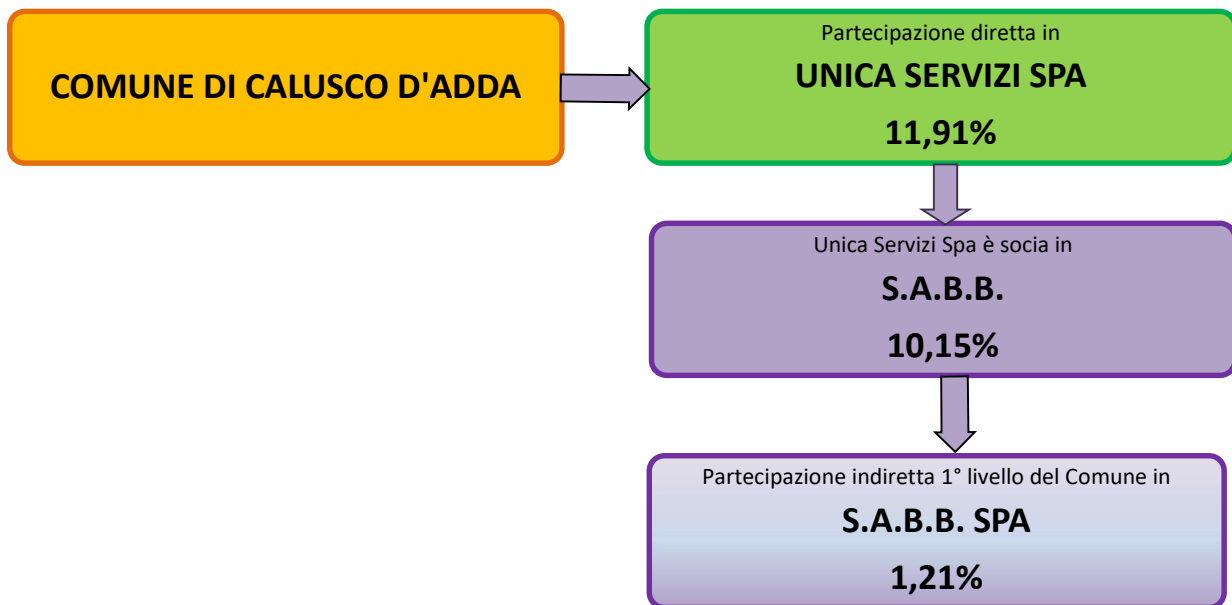 COMUNE DI CALUSCO D'ADDA
Partecipazione diretta in
UNICA SERVIZI SPA
11,91%
Unica Servizi Spa è socia in
S.A.B.B.
10,15%
Partecipazione indiretta 1° livello del Comune in
S.A.B.B. SPA
1,21%